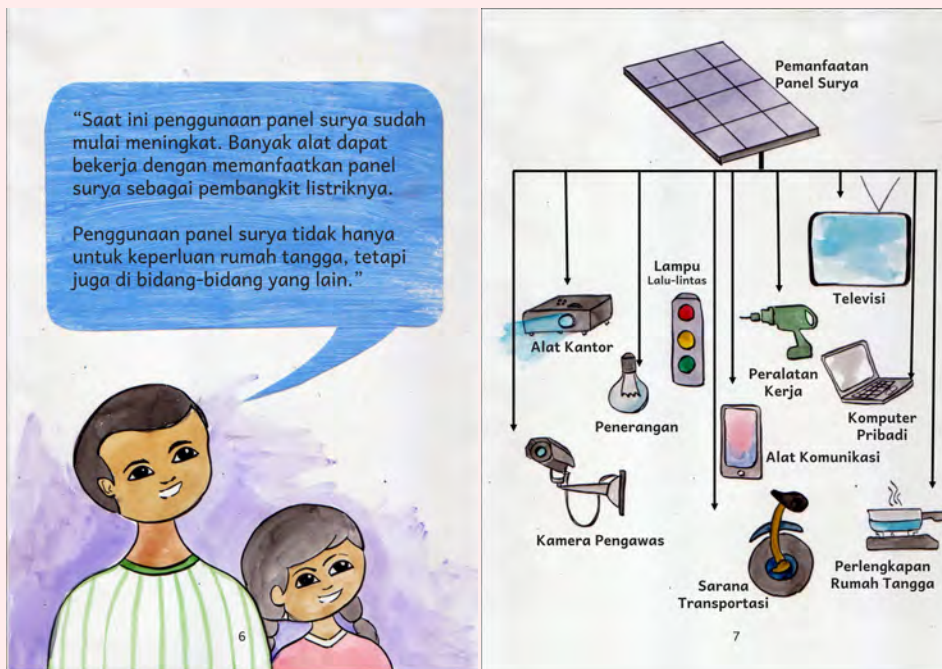 “Saat ini penggunaan panel surya sudah
mulai meningkat. Banyak alat dapat
bekerja dengan memanfaatkan panel
surya sebagai pembangkit listriknya.
Penggunaan panel surya tidak hanya
untuk keperluan rumah tangga, tetapi
juga di bidang-bidang yang lain.”
6
Pemanfaatan
Panel Surya
Televisi
Lampu
Lalu-lintas
Alat Kantor
Peralatan
Kerja
Penerangan
Komputer
Pribadi
Alat Komunikasi
Kamera Pengawas
Sarana
Transportasi
Perlengkapan
Rumah Tangga
7